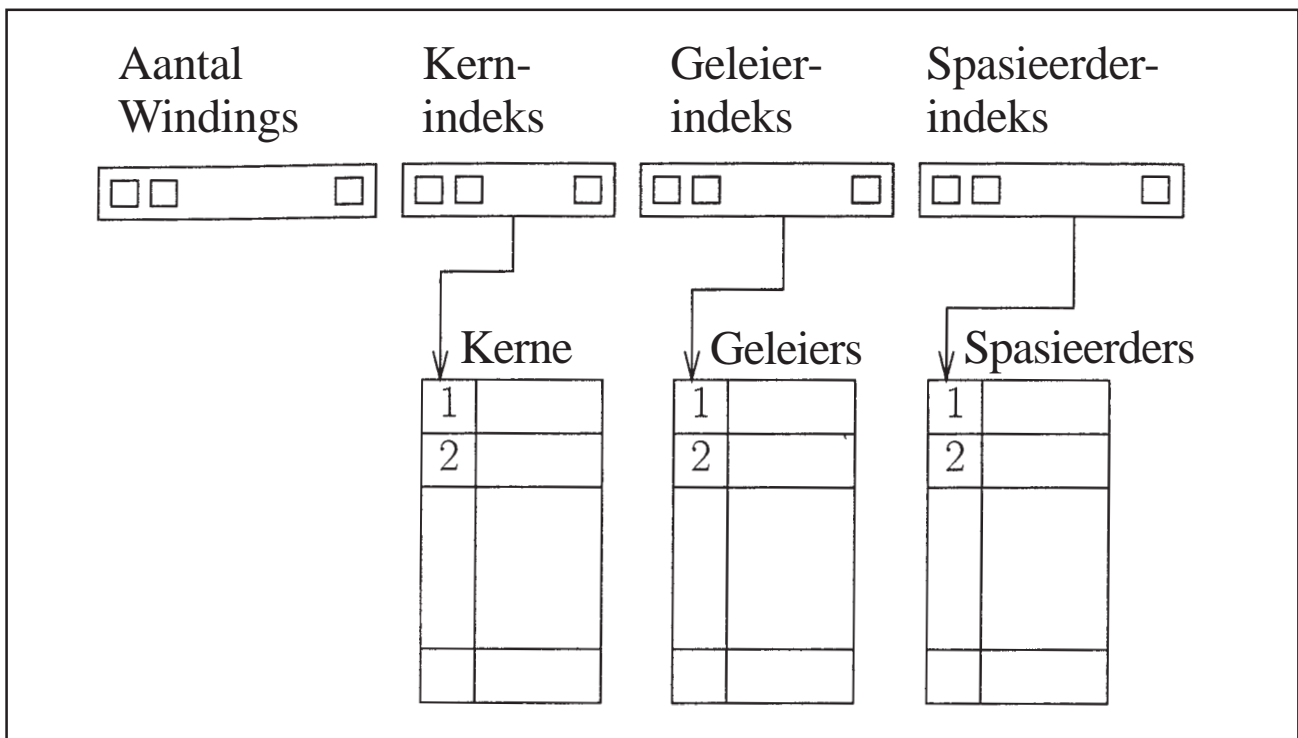 Aantal
Windings
Kern-
indeks
Geleier-
indeks
Spasieerder-
indeks
Kerne
Geleiers
Spasieerders
1
1
1
2
2
2